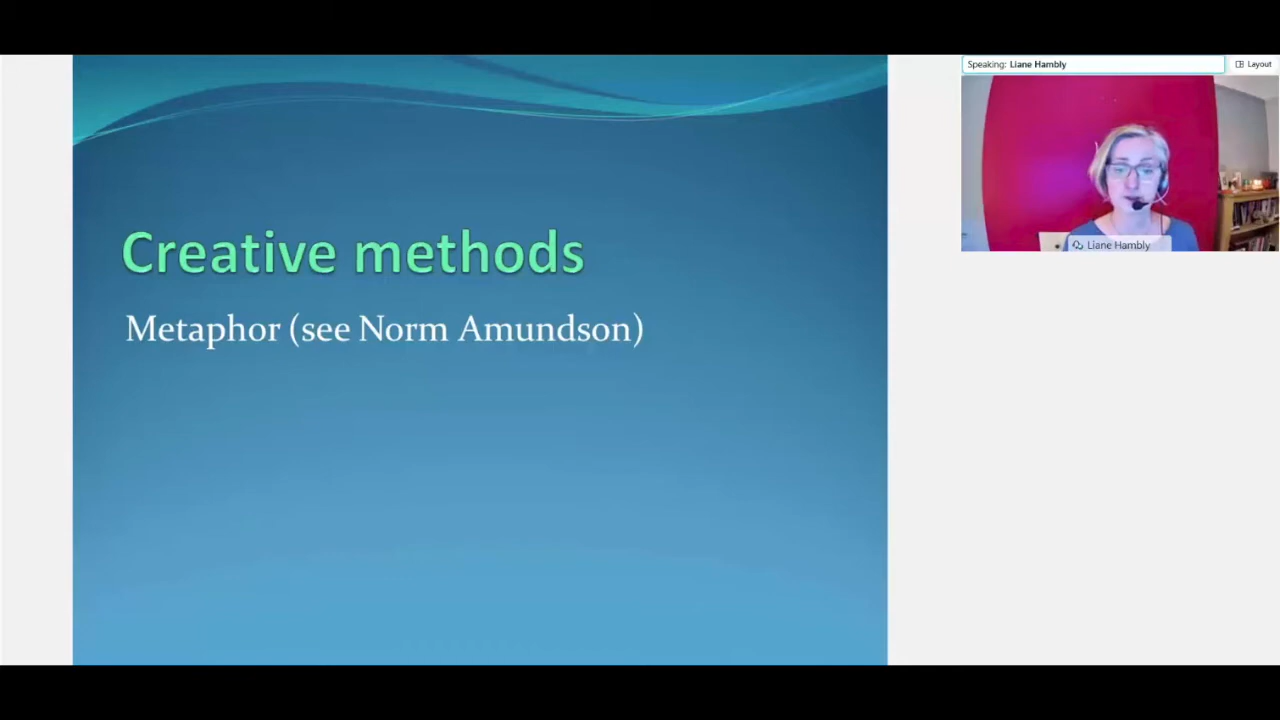 Speaking: Liane Hambly
Layout
Creative methods
Metaphor (see Norm Amundson)
Liane Hambly